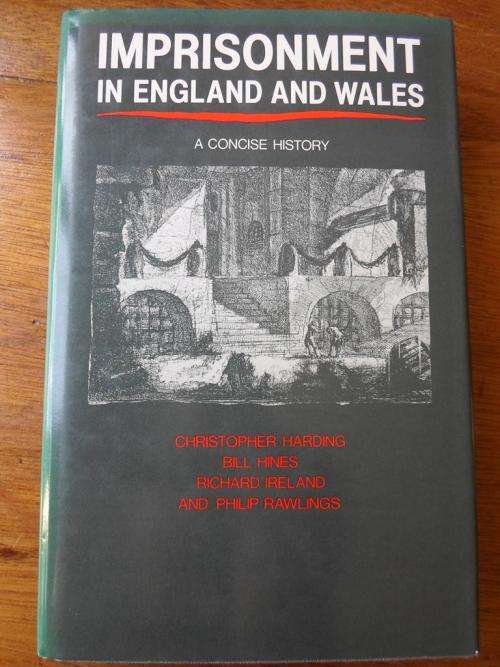 IMPRISONMENT
IN ENGLAND AND WALES
A CONCISE HISTORY
CHRISTOPHER HARDING
BILL HINES
RICHARD IRELAND
AND PHILIP RAWLINGS